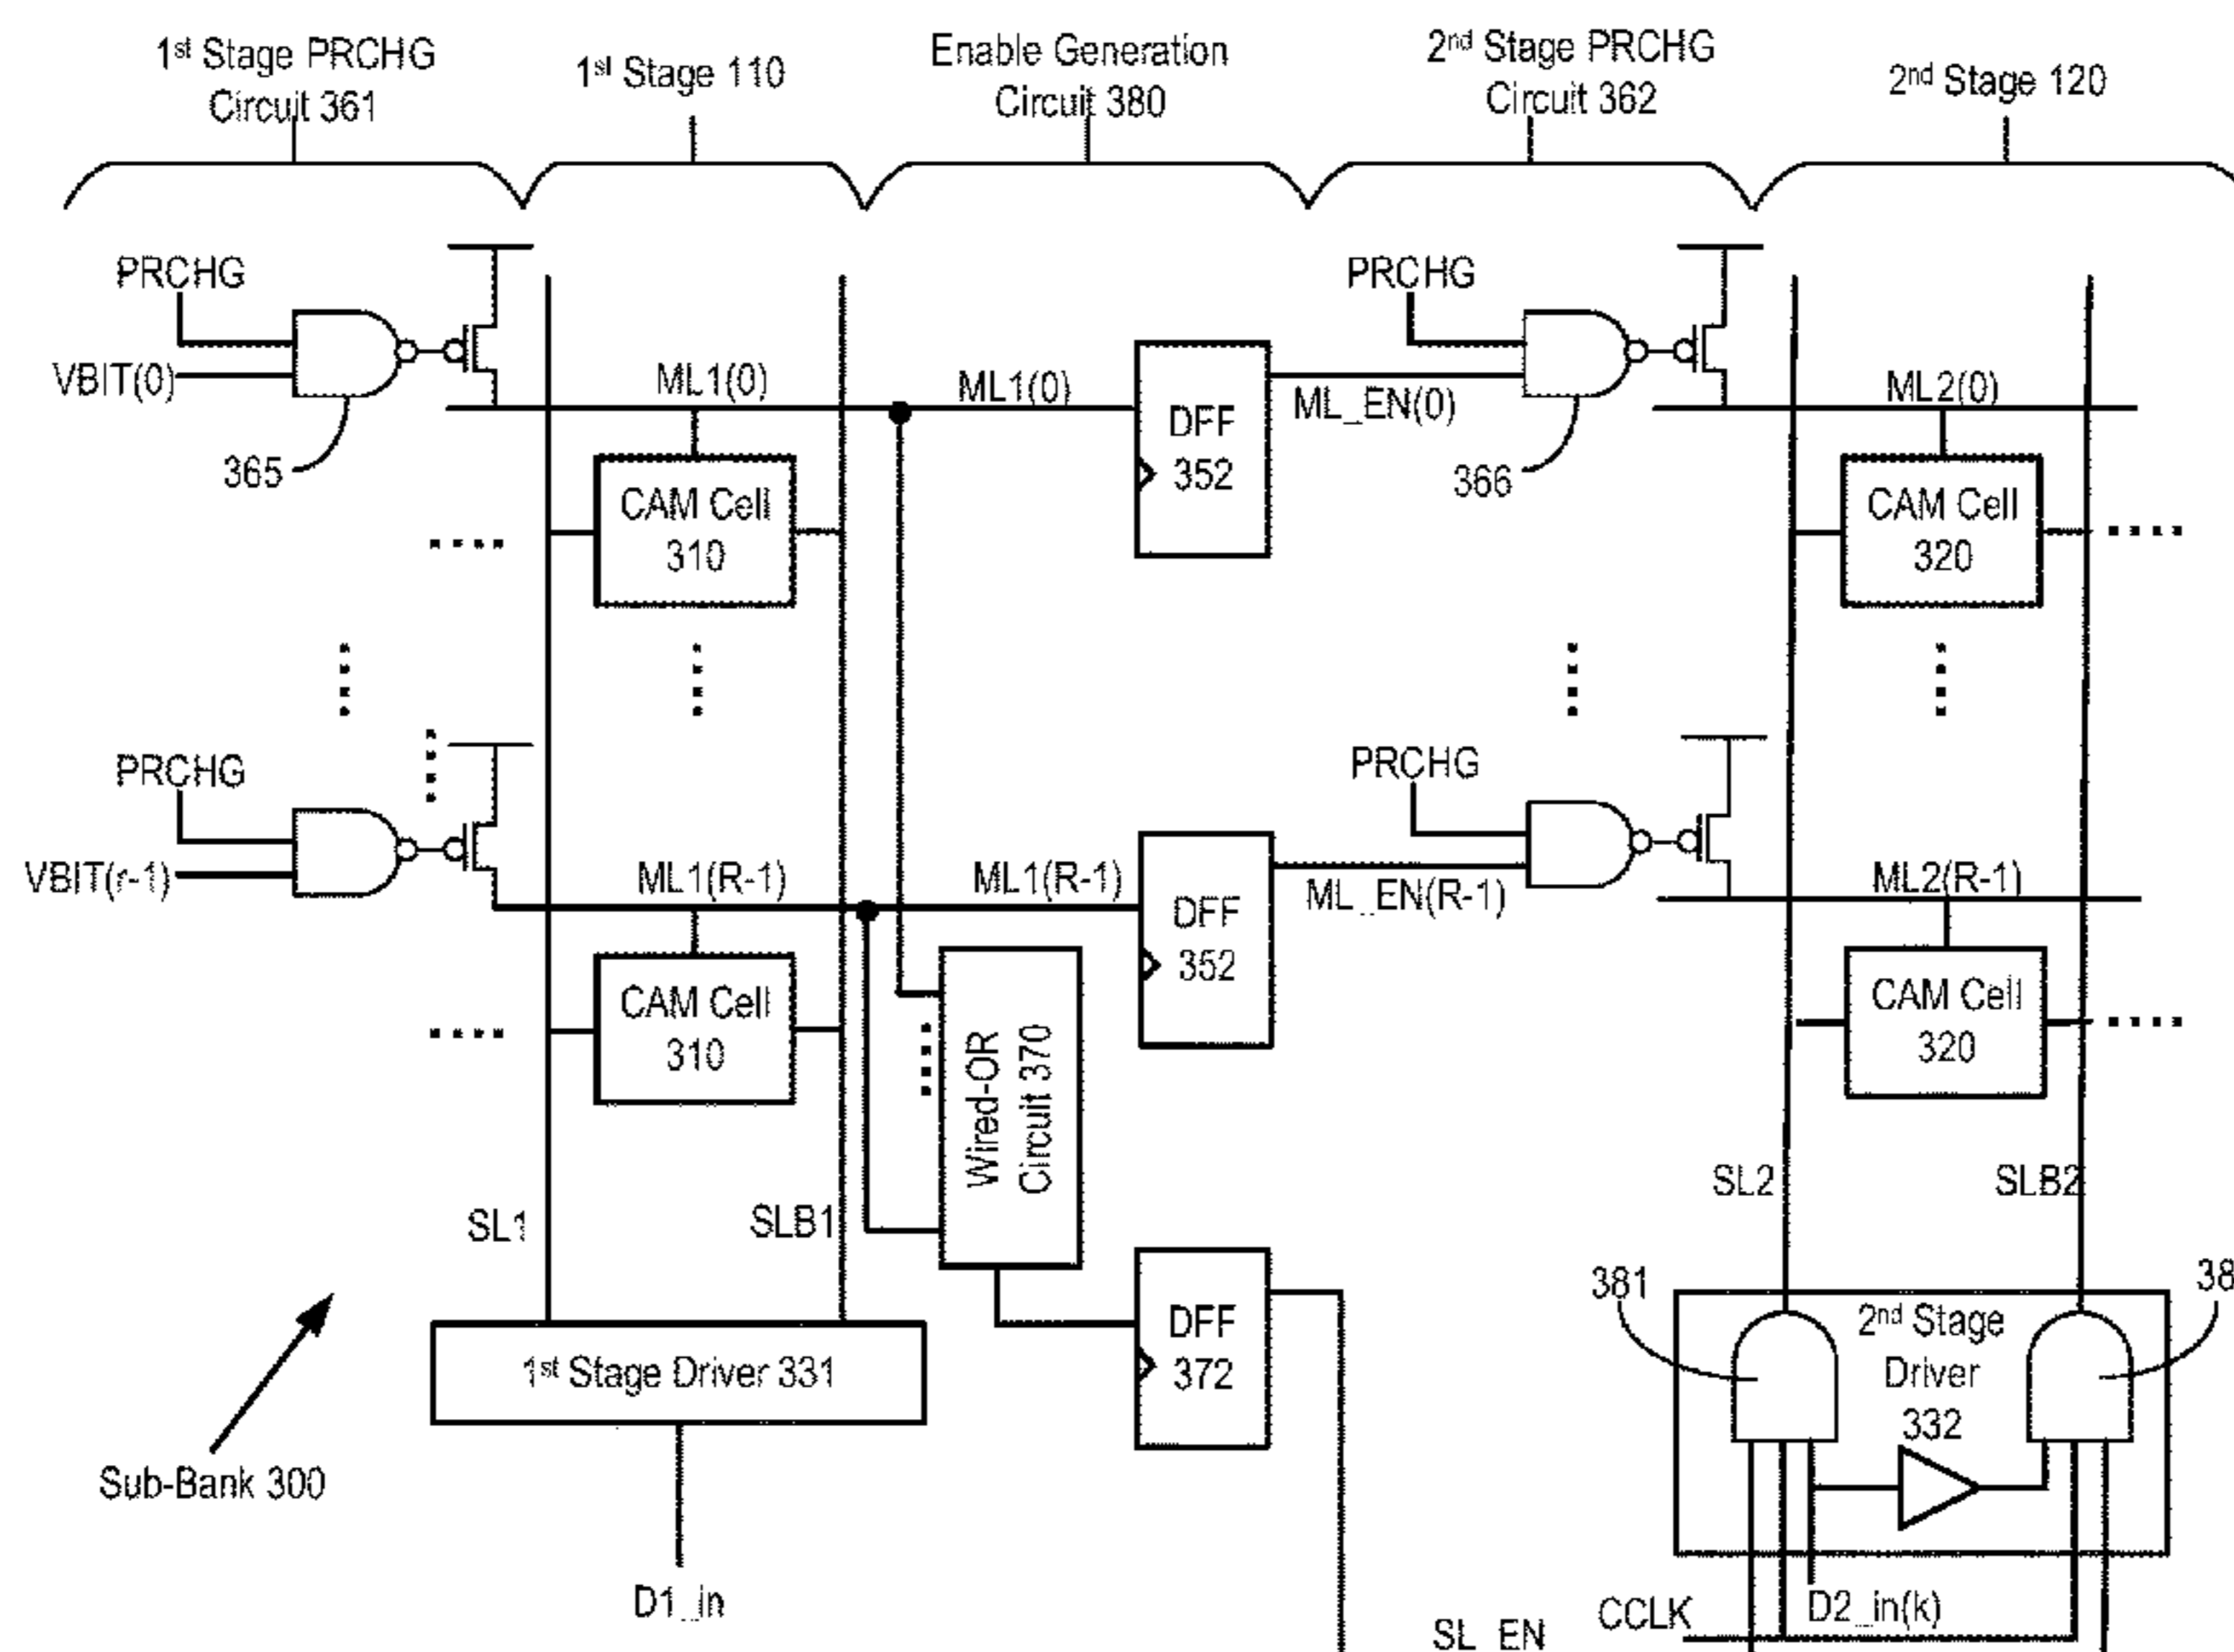 1st Stage PRCHG
Circuit 361
1st Stage 110
Enable Generation
Circuit 380
2nd Stage PRCHG
Circuit 362
2nd Stage 120
PRCHG
VBIT(0)
365
ML1(0)
ML1(0)
DFF
352
PRCHG
ML_EN(0)
366
ML2(0)
CAM Cell
310
CAM Cell
320
PRCHG
VBIT(r-1)
ML1(R-1)
ML1(R-1)
DFF
352
PRCHG
ML_EN(R-1)
ML2(R-1)
CAM Cell
310
CAM Cell
320
Wired-OR
Circuit 370
SL1
SLB1
SL2
SLB2
381
38
1st Stage Driver 331
DFF
372
2nd Stage
Driver
332
Sub-Bank 300
D1_in
SL_EN
CCLK
D2_in(k)